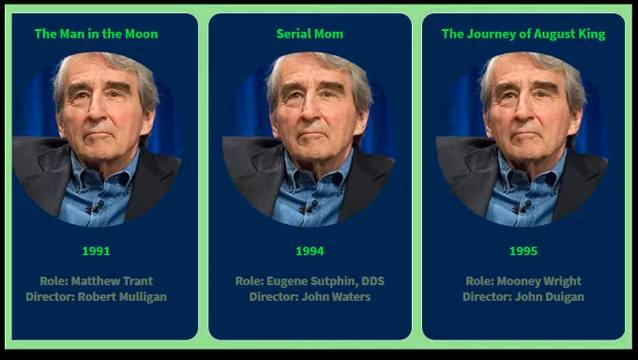 The Man in the Moon
1991
Role: Matthew Trant
Director: Robert Mulligan
Serial Mom
1994
Role: Eugene Sutphin, DDS
Director: John Waters
The Journey of August King
1995
Role: Mooney Wright
Director: John Duigan